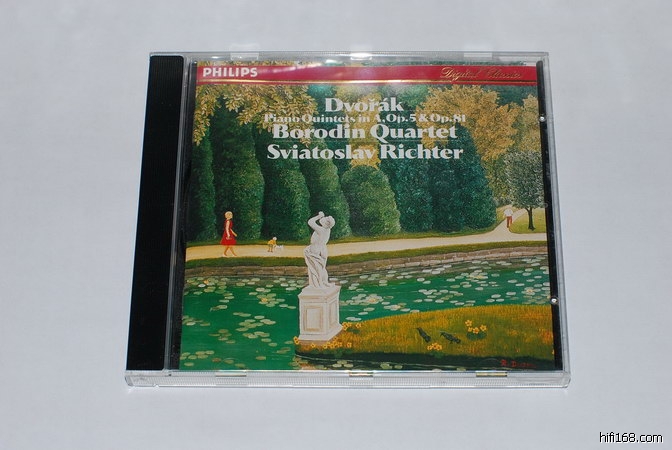 PHILIPS
Digital Classics
Dvořák
Piano Quintets in A, Op. 5 & Op. 81
Borodin Quartet
Sviatoslav Richter
hifi168.com